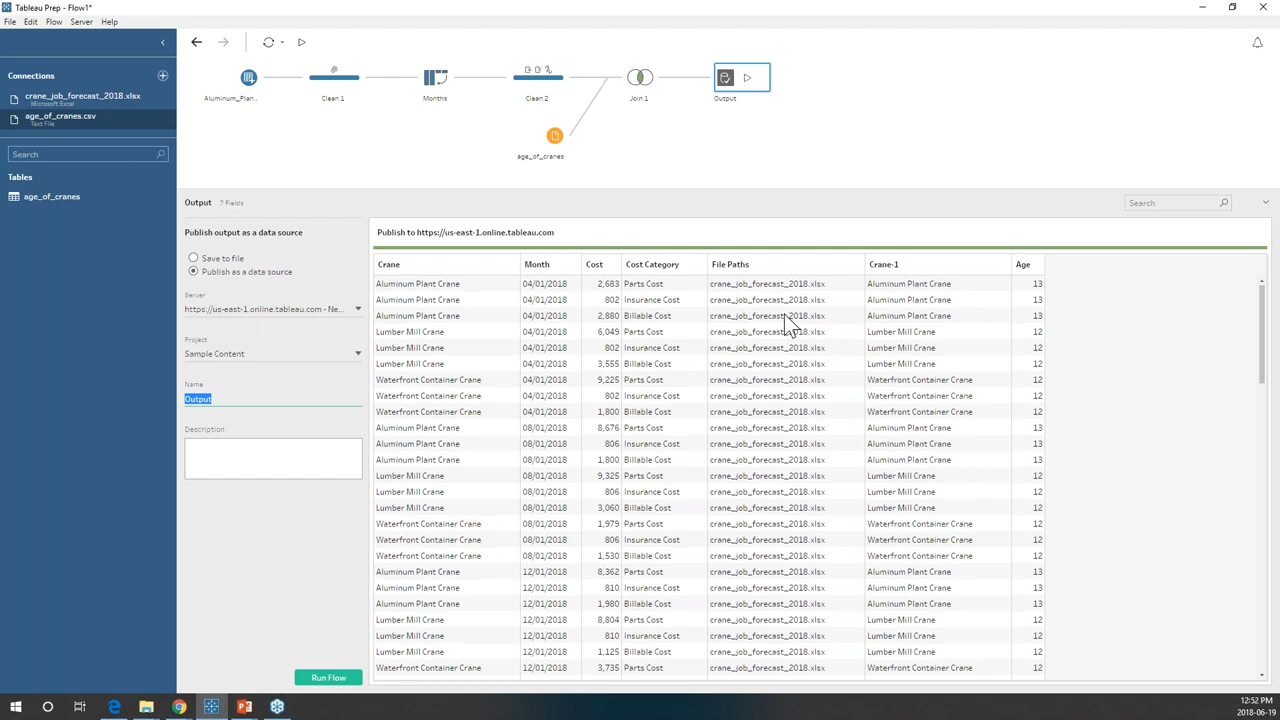 Tableau Prep - Flow1*
File Edit Flow Server Help
Connections
crane_job_forecast_2018.xlsx
Microsoft Excel
age_of_cranes.csv
Text File
Search
Tables
age_of_cranes
Aluminum_Plan..
Clean 1
Months
Clean 2
Join 1
Output
age_of_cranes
Output 7 Fields
Search
Publish output as a data source
Save to file
Publish as a data source
Server
https://us-east-1.online.tableau.com - Ne...
Project
Sample Content
Name
Output
Description
Run Flow
Publish to https://us-east-1.online.tableau.com
Crane Month Cost Cost Category File Paths Crane-1 Age
Aluminum Plant Crane 04/01/2018 2,683 Parts Cost crane_job_forecast_2018.xlsx Aluminum Plant Crane 13
Aluminum Plant Crane 04/01/2018 802 Insurance Cost crane_job_forecast_2018.xlsx Aluminum Plant Crane 13
Aluminum Plant Crane 04/01/2018 2,880 Billable Cost crane_job_forecast_2018.xlsx Aluminum Plant Crane 13
Lumber Mill Crane 04/01/2018 6,049 Parts Cost crane_job_forecast_2018.xlsx Lumber Mill Crane 12
Lumber Mill Crane 04/01/2018 802 Insurance Cost crane_job_forecast_2018.xlsx Lumber Mill Crane 12
Lumber Mill Crane 04/01/2018 3,555 Billable Cost crane_job_forecast_2018.xlsx Lumber Mill Crane 12
Waterfront Container Crane 04/01/2018 9,225 Parts Cost crane_job_forecast_2018.xlsx Waterfront Container Crane 12
Waterfront Container Crane 04/01/2018 802 Insurance Cost crane_job_forecast_2018.xlsx Waterfront Container Crane 12
Waterfront Container Crane 04/01/2018 1,800 Billable Cost crane_job_forecast_2018.xlsx Waterfront Container Crane 12
Aluminum Plant Crane 08/01/2018 8,676 Parts Cost crane_job_forecast_2018.xlsx Aluminum Plant Crane 13
Aluminum Plant Crane 08/01/2018 806 Insurance Cost crane_job_forecast_2018.xlsx Aluminum Plant Crane 13
Aluminum Plant Crane 08/01/2018 1,800 Billable Cost crane_job_forecast_2018.xlsx Aluminum Plant Crane 13
Lumber Mill Crane 08/01/2018 9,325 Parts Cost crane_job_forecast_2018.xlsx Lumber Mill Crane 12
Lumber Mill Crane 08/01/2018 806 Insurance Cost crane_job_forecast_2018.xlsx Lumber Mill Crane 12
Lumber Mill Crane 08/01/2018 3,060 Billable Cost crane_job_forecast_2018.xlsx Lumber Mill Crane 12
Waterfront Container Crane 08/01/2018 1,979 Parts Cost crane_job_forecast_2018.xlsx Waterfront Container Crane 12
Waterfront Container Crane 08/01/2018 806 Insurance Cost crane_job_forecast_2018.xlsx Waterfront Container Crane 12
Waterfront Container Crane 08/01/2018 1,530 Billable Cost crane_job_forecast_2018.xlsx Waterfront Container Crane 12
Aluminum Plant Crane 12/01/2018 8,362 Parts Cost crane_job_forecast_2018.xlsx Aluminum Plant Crane 13
Aluminum Plant Crane 12/01/2018 810 Insurance Cost crane_job_forecast_2018.xlsx Aluminum Plant Crane 13
Aluminum Plant Crane 12/01/2018 1,980 Billable Cost crane_job_forecast_2018.xlsx Aluminum Plant Crane 13
Lumber Mill Crane 12/01/2018 8,804 Parts Cost crane_job_forecast_2018.xlsx Lumber Mill Crane 12
Lumber Mill Crane 12/01/2018 810 Insurance Cost crane_job_forecast_2018.xlsx Lumber Mill Crane 12
Lumber Mill Crane 12/01/2018 1,125 Billable Cost crane_job_forecast_2018.xlsx Lumber Mill Crane 12
Waterfront Container Crane 12/01/2018 3,735 Parts Cost crane_job_forecast_2018.xlsx Waterfront Container Crane 12
12:52 PM
2018-06-19